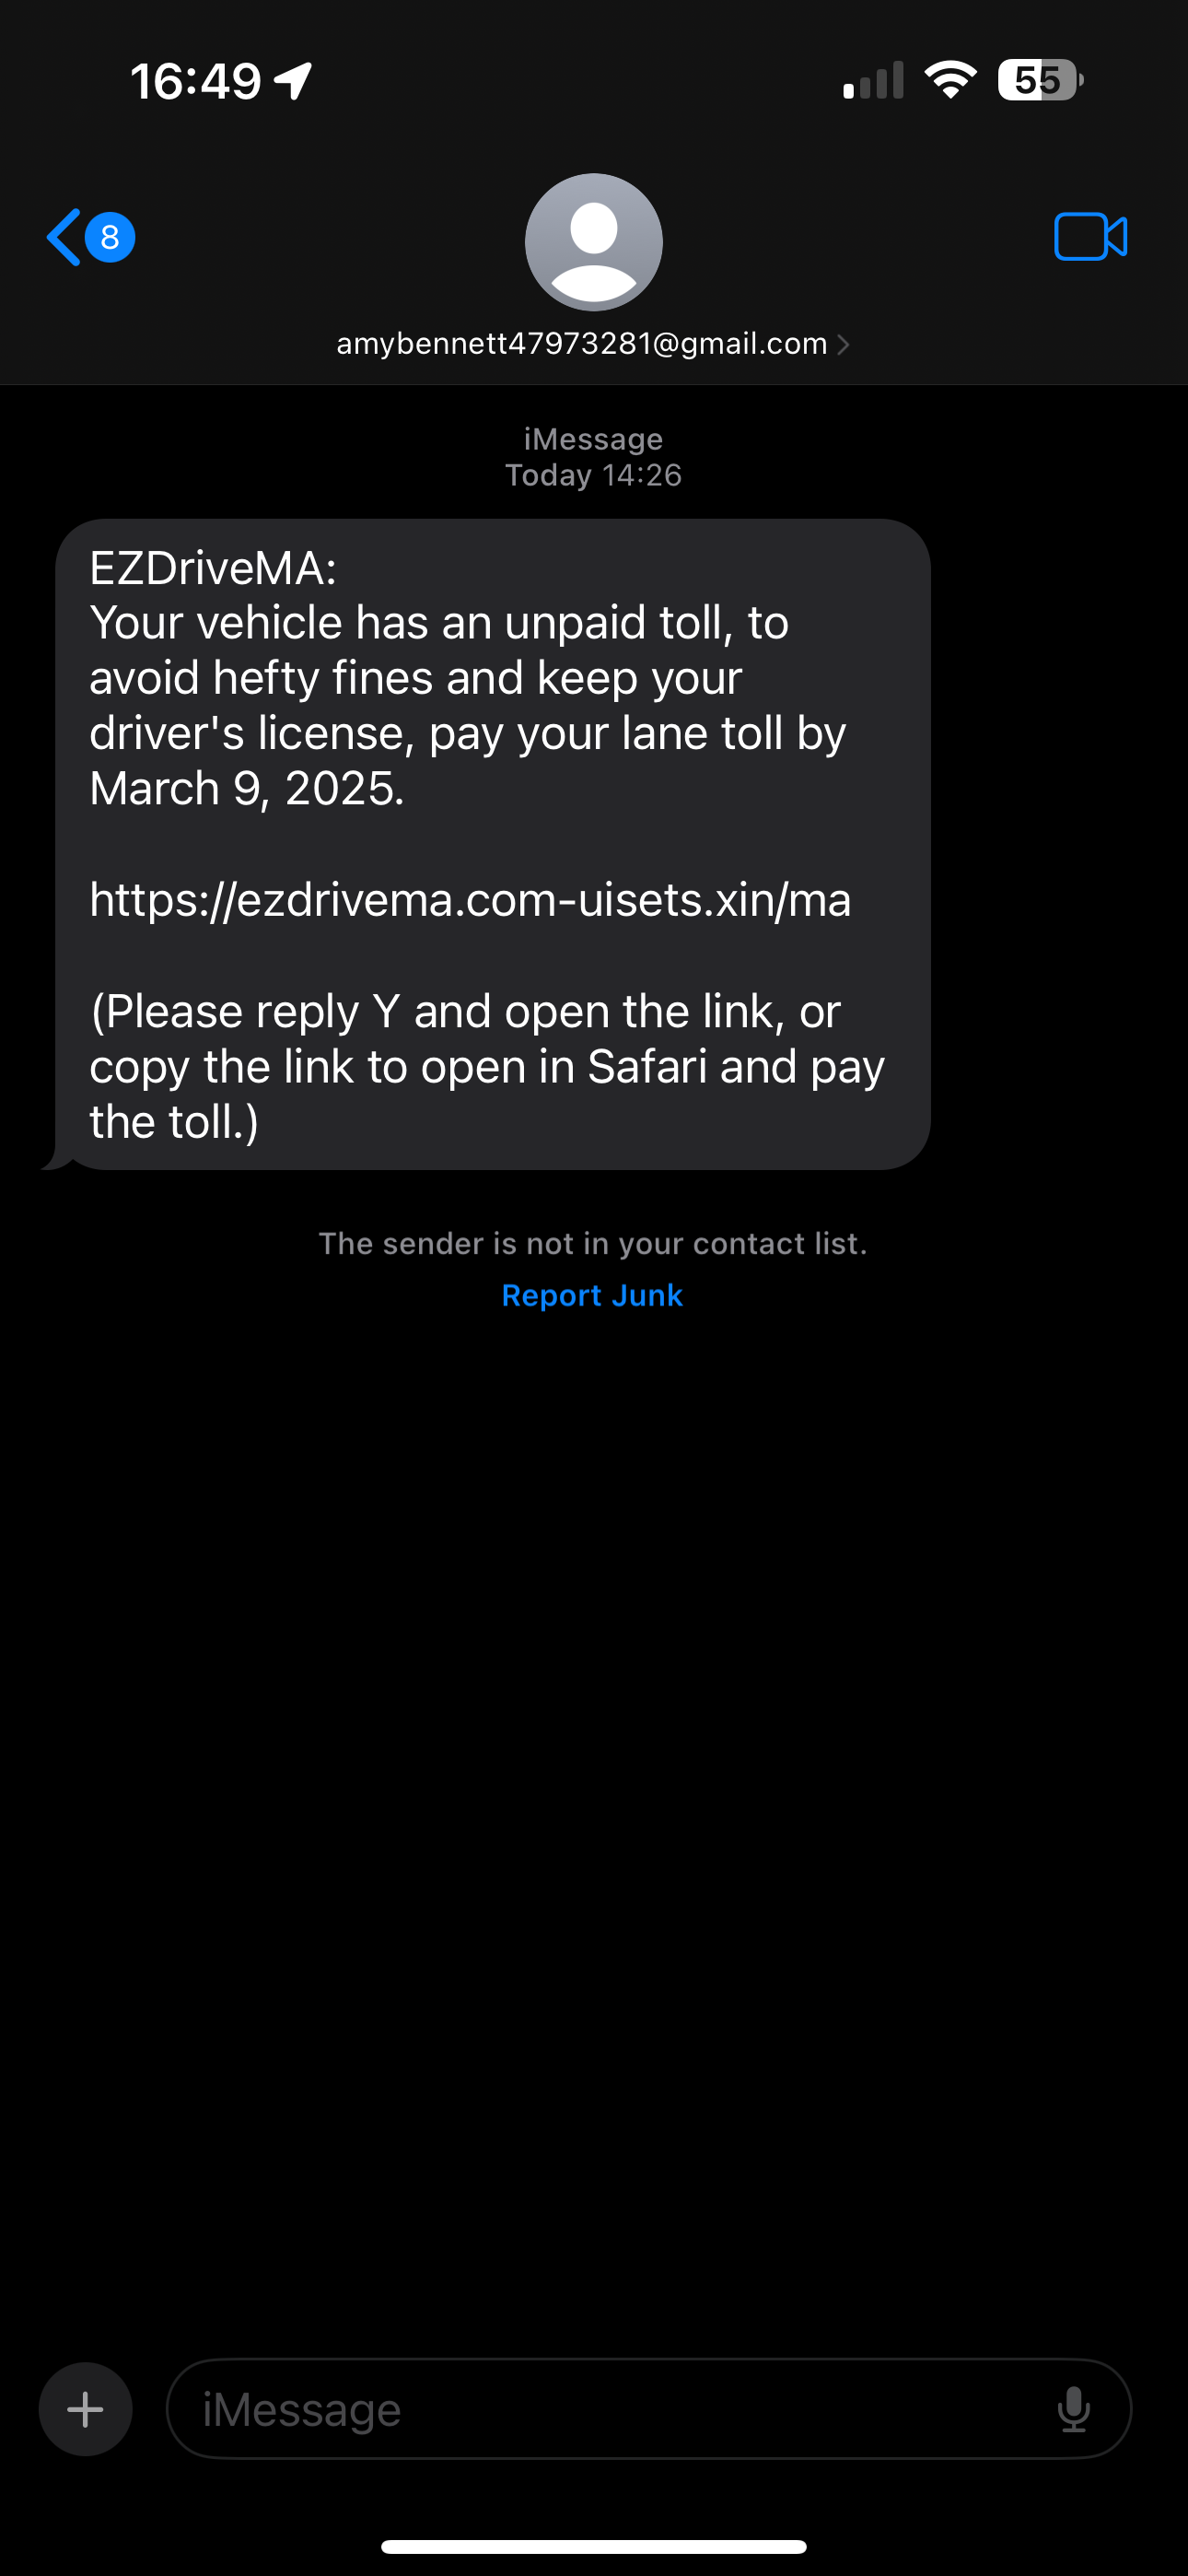 16:49
55
8
amybennett47973281@gmail.com
iMessage
Today 14:26
EZDriveMA:
Your vehicle has an unpaid toll, to
avoid hefty fines and keep your
driver's license, pay your lane toll by
March 9, 2025.
https://ezdrivema.com-uisets.xin/ma
(Please reply Y and open the link, or
copy the link to open in Safari and pay
the toll.)
The sender is not in your contact list.
Report Junk
iMessage